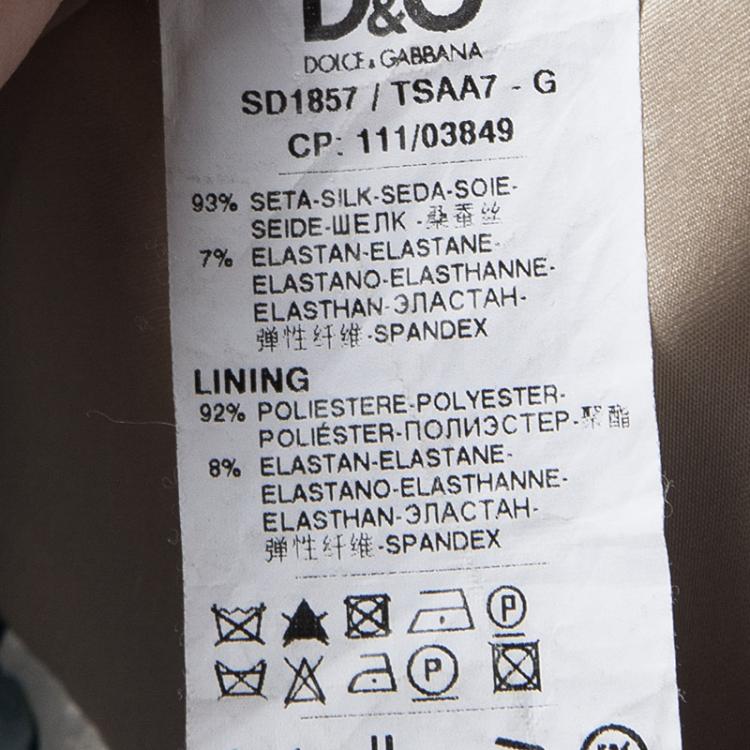 D&G
DOLCE & GABBANA
SD1857 / TSAA7 - G
CP: 111/03849
93% SETA-SILK-SEDA-SOIE-
SEIDE-ШЕЛК -桑蚕丝
7% ELASTAN-ELASTANE-
ELASTANO-ELASTHANNE-
ELASTHAN-ЭЛАСТАН-
弹性纤维-SPANDEX
LINING
92% POLIESTERE-POLYESTER-
POLIÉSTER-ПОЛИЭСТЕР-聚酯
8% ELASTAN-ELASTANE-
ELASTANO-ELASTHANNE-
ELASTHAN-ЭЛАСТАН-
弹性纤维-SPANDEX
P
P